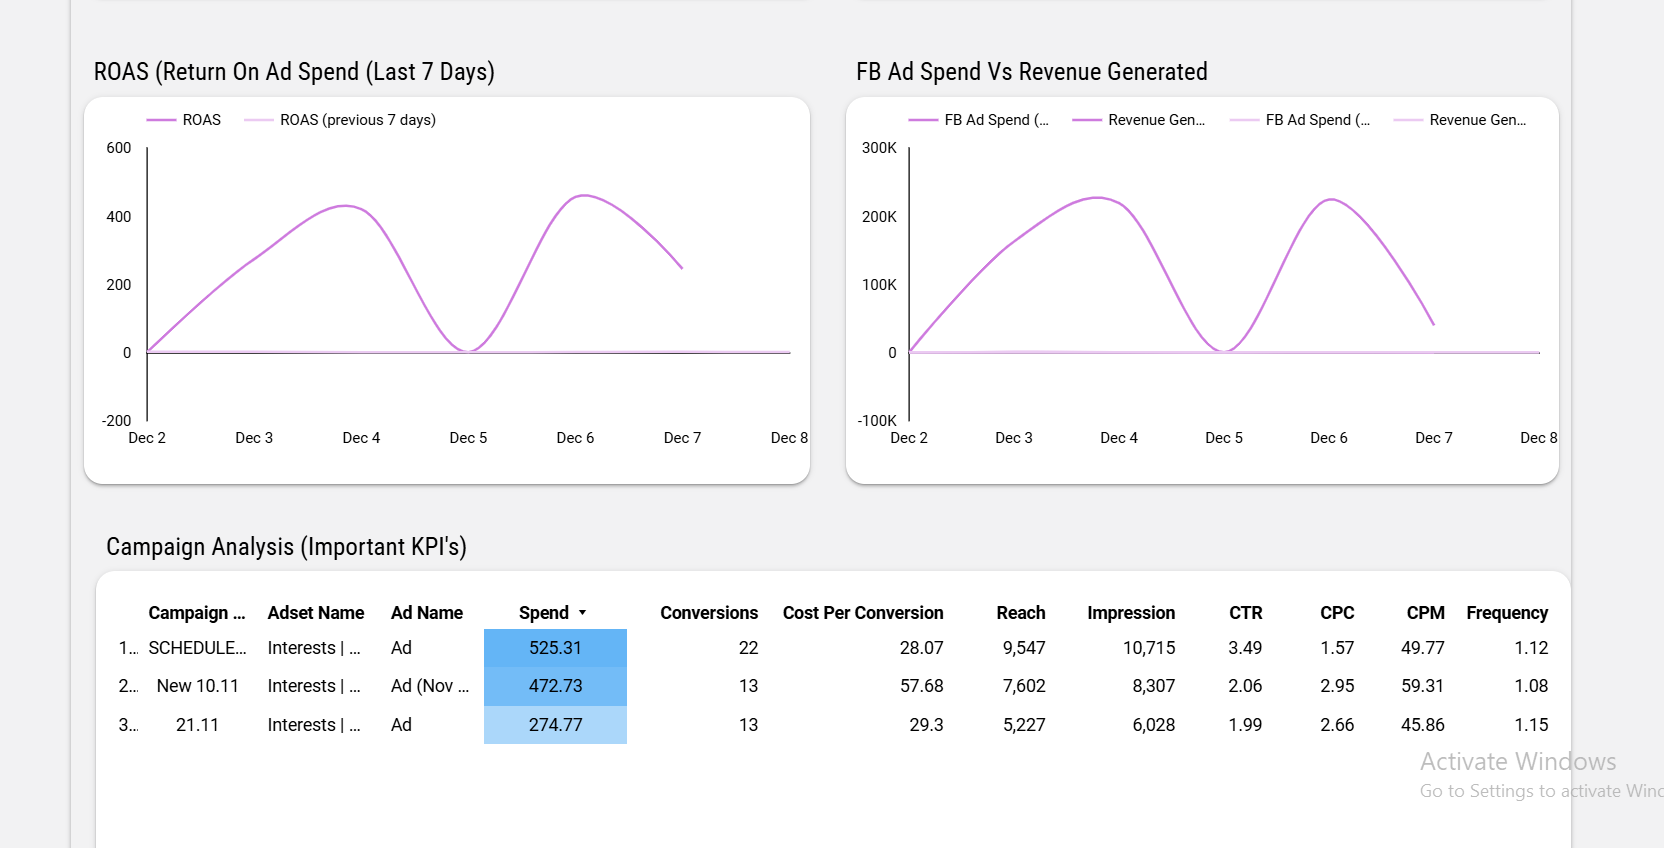 ROAS (Return On Ad Spend (Last 7 Days)
ROAS ROAS (previous 7 days)
600
400
200
0
-200
Dec 2 Dec 3 Dec 4 Dec 5 Dec 6 Dec 7 Dec 8
FB Ad Spend Vs Revenue Generated
FB Ad Spend (... Revenue Gen... FB Ad Spend (... Revenue Gen...
300K
200K
100K
0
-100K
Dec 2 Dec 3 Dec 4 Dec 5 Dec 6 Dec 7 Dec 8
Campaign Analysis (Important KPI's)
Campaign ... Adset Name Ad Name Spend Conversions Cost Per Conversion Reach Impression CTR CPC CPM Frequency
1... SCHEDULE... Interests | ... Ad 525.31 22 28.07 9,547 10,715 3.49 1.57 49.77 1.12
2... New 10.11 Interests | ... Ad (Nov ... 472.73 13 57.68 7,602 8,307 2.06 2.95 59.31 1.08
3... 21.11 Interests | ... Ad 274.77 13 29.3 5,227 6,028 1.99 2.66 45.86 1.15
Activate Windows
Go to Settings to activate Wind